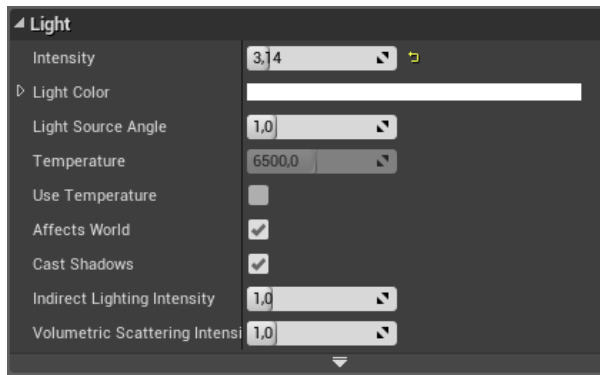 Light
Intensity 3,14
Light Color
Light Source Angle 1,0
Temperature 6500,0
Use Temperature
Affects World
Cast Shadows
Indirect Lighting Intensity 1,0
Volumetric Scattering Intensi 1,0